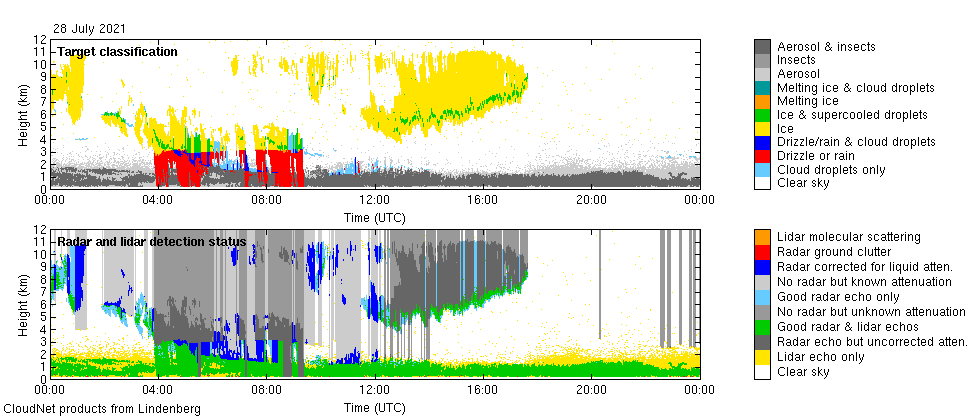 28 July 2021
Target classification
Height (km)
12
11
10
9
8
7
6
5
4
3
2
1
0
00:00 04:00 08:00 12:00 16:00 20:00 00:00
Time (UTC)
Aerosol & insects
Insects
Aerosol
Melting ice & cloud droplets
Melting ice
Ice & supercooled droplets
Ice
Drizzle/rain & cloud droplets
Drizzle or rain
Cloud droplets only
Clear sky
Radar and lidar detection status
Height (km)
12
11
10
9
8
7
6
5
4
3
2
1
0
00:00 04:00 08:00 12:00 16:00 20:00 00:00
Time (UTC)
Lidar molecular scattering
Radar ground clutter
Radar corrected for liquid atten.
No radar but known attenuation
Good radar echo only
No radar but unknown attenuation
Good radar & lidar echos
Radar echo but uncorrected atten.
Lidar echo only
Clear sky
CloudNet products from Lindenberg